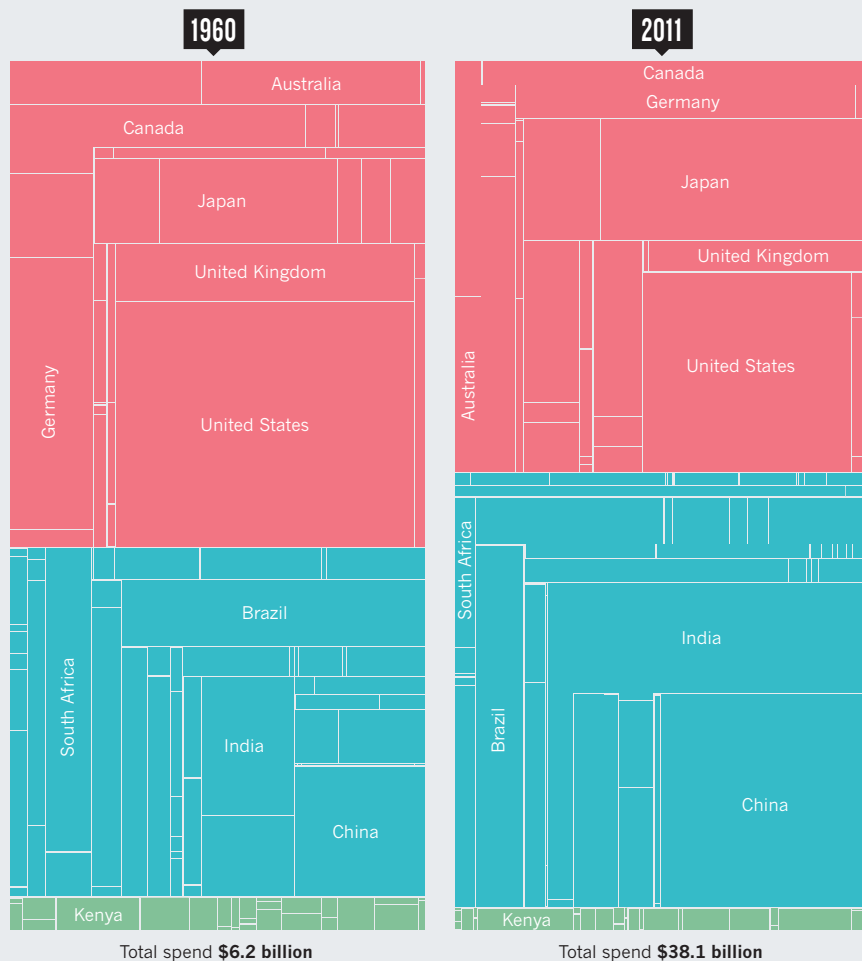 1960
Australia
Canada
Japan
United Kingdom
Germany
United States
Brazil
South Africa
India
China
Kenya
Total spend $6.2 billion
2011
Canada
Germany
Japan
United Kingdom
United States
Australia
South Africa
India
Brazil
China
Kenya
Total spend $38.1 billion